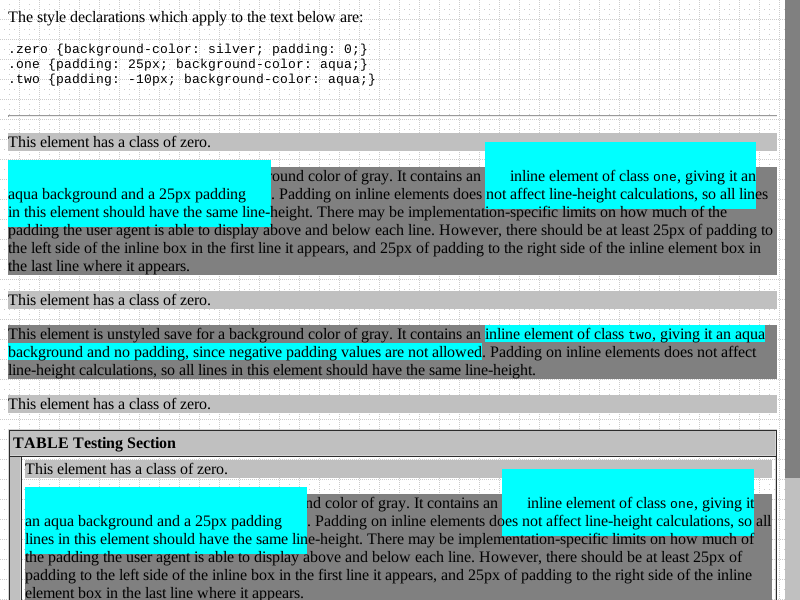 The style declarations which apply to the text below are:
.zero {background-color: silver; padding: 0;}
.one {padding: 25px; background-color: aqua;}
.two {padding: -10px; background-color: aqua;}
This element has a class of zero.
ound color of gray. It contains an inline element of class one, giving it an
aqua background and a 25px padding. Padding on inline elements does not affect line-height calculations, so all lines
in this element should have the same line-height. There may be implementation-specific limits on how much of the
padding the user agent is able to display above and below each line. However, there should be at least 25px of padding to
the left side of the inline box in the first line it appears, and 25px of padding to the right side of the inline element box in
the last line where it appears.
This element has a class of zero.
This element is unstyled save for a background color of gray. It contains an inline element of class two, giving it an aqua
background and no padding, since negative padding values are not allowed. Padding on inline elements does not affect
line-height calculations, so all lines in this element should have the same line-height.
This element has a class of zero.
TABLE Testing Section
This element has a class of zero.
nd color of gray. It contains an inline element of class one, giving it
an aqua background and a 25px padding. Padding on inline elements does not affect line-height calculations, so all
lines in this element should have the same line-height. There may be implementation-specific limits on how much of
the padding the user agent is able to display above and below each line. However, there should be at least 25px of
padding to the left side of the inline box in the first line it appears, and 25px of padding to the right side of the inline
element box in the last line where it appears.